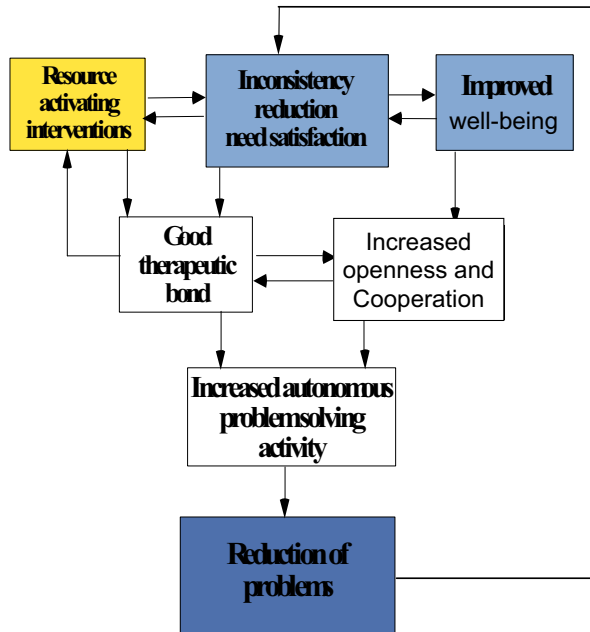 Resource
activating
interventions
Inconsistency
reduction
need satisfaction
Improved
well-being
Good
therapeutic
bond
Increased
openness and
Cooperation
Increased autonomous
problemsolving
activity
Reduction of
problems